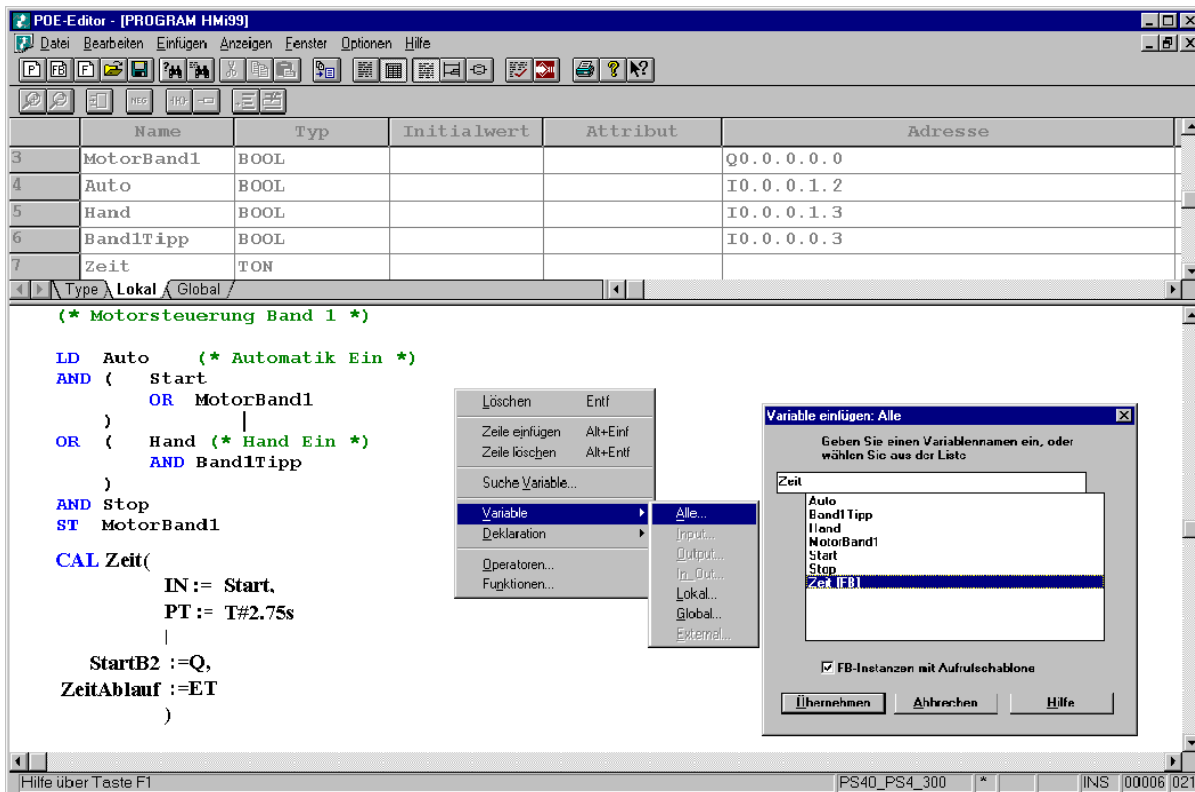 POE-Editor - [PROGRAM HMi99]
Datei Bearbeiten Einfügen Anzeigen Fenster Optionen Hilfe
P FB F
NEG
Name Typ Initialwert Attribut Adresse
3 MotorBand1 BOOL Q0.0.0.0.0
4 Auto BOOL I0.0.0.1.2
5 Hand BOOL I0.0.0.1.3
6 Band1Tipp BOOL I0.0.0.0.3
7 Zeit TON
Type Lokal Global
(* Motorsteuerung Band 1 *)
LD Auto (* Automatik Ein *)
AND ( Start
OR MotorBand1
)
OR ( Hand (* Hand Ein *)
AND Band1Tipp
)
AND Stop
ST MotorBand1
CAL Zeit(
IN := Start,
PT := T#2.75s
|
StartB2 :=Q,
ZeitAblauf :=ET
)
Löschen Entf
Zeile einfügen Alt+Einf
Zeile löschen Alt+Entf
Suche Variable...
Variable
Deklaration
Operatoren...
Funktionen...
Alle...
Input...
Output...
In_Out...
Lokal...
Global...
External...
Variable einfügen: Alle
Geben Sie einen Variablennamen ein, oder
wählen Sie aus der Liste
Zeit
Auto
Band1Tipp
Hand
MotorBand1
Start
Stop
Zeit [FB]
FB-Instanzen mit Aufrufschablone
Übernehmen Abbrechen Hilfe
Hilfe über Taste F1 PS40_PS4_300 * INS 00006 021